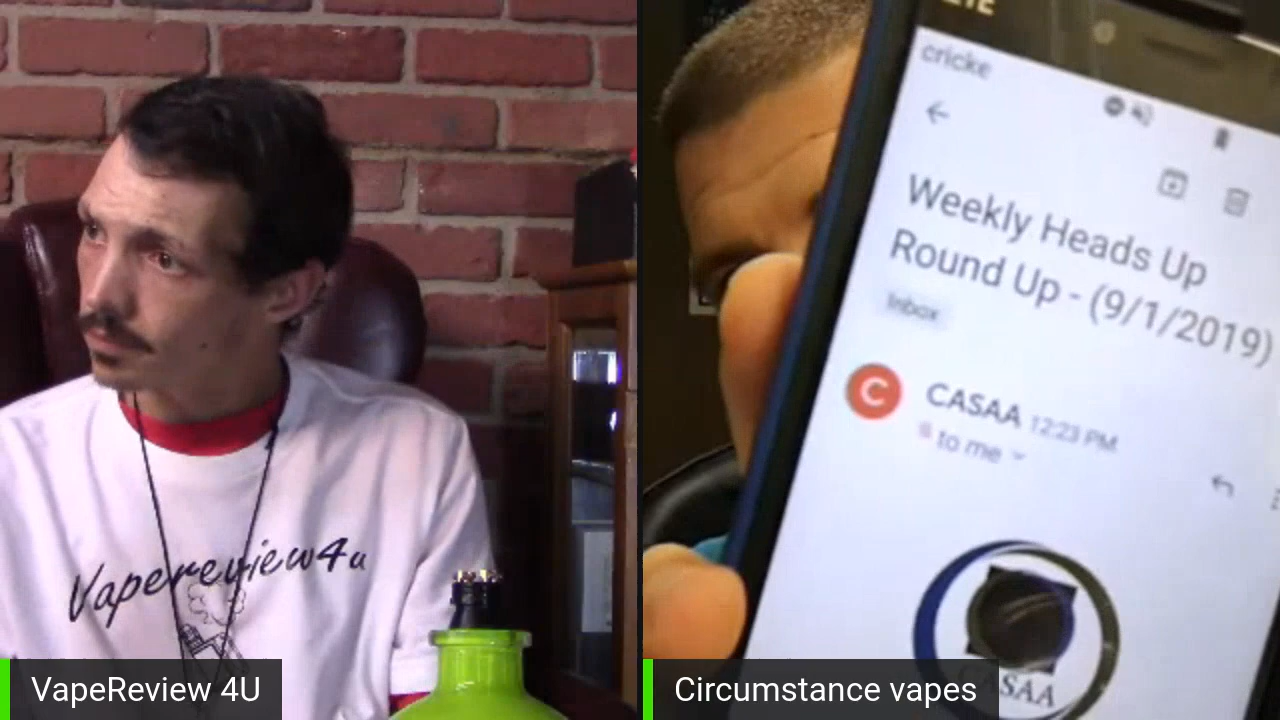 Vapereview4u
VapeReview 4U
cricke
Weekly Heads Up
Round Up - (9/1/2019)
Inbox
C
CASAA 12:23 PM
to me
SAA
Circumstance vapes